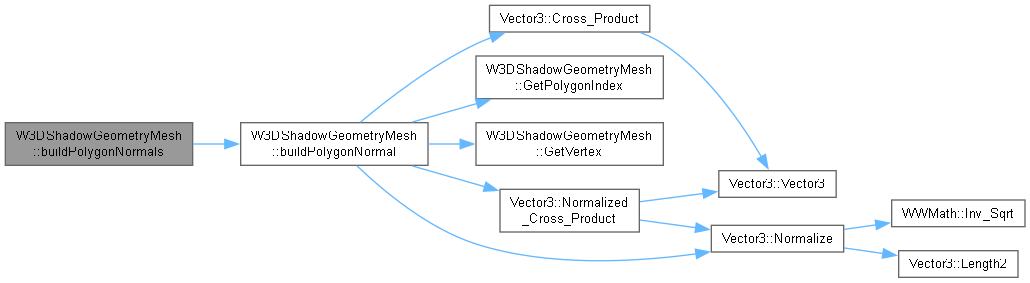 W3DShadowGeometryMesh
::buildPolygonNormals
W3DShadowGeometryMesh
::buildPolygonNormal
Vector3::Cross_Product
W3DShadowGeometryMesh
::GetPolygonIndex
W3DShadowGeometryMesh
::GetVertex
Vector3::Normalized
_Cross_Product
Vector3::Vector3
Vector3::Normalize
WWMath::Inv_Sqrt
Vector3::Length2